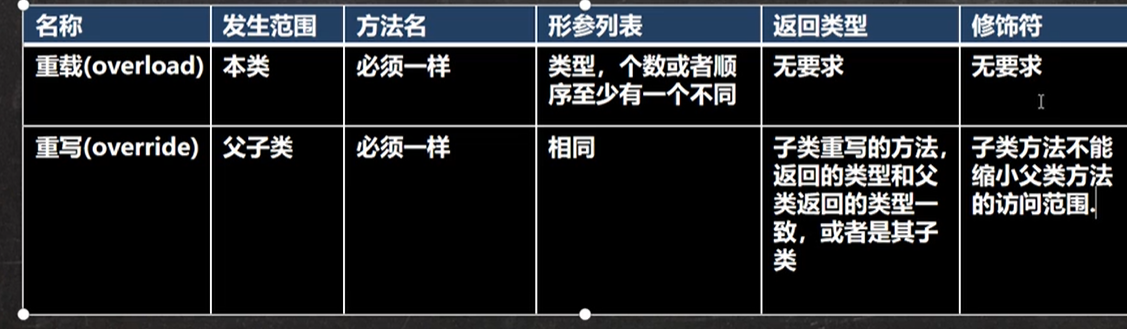 名称 发生范围 方法名 形参列表 返回类型 修饰符
重载(overload) 本类 必须一样 类型，个数或者顺 无要求 无要求
序至少有一个不同
重写(override) 父子类 必须一样 相同 子类重写的方法， 子类方法不能
返回的类型和父 缩小父类方法
类返回的类型一 的访问范围.
致，或者是其子
类